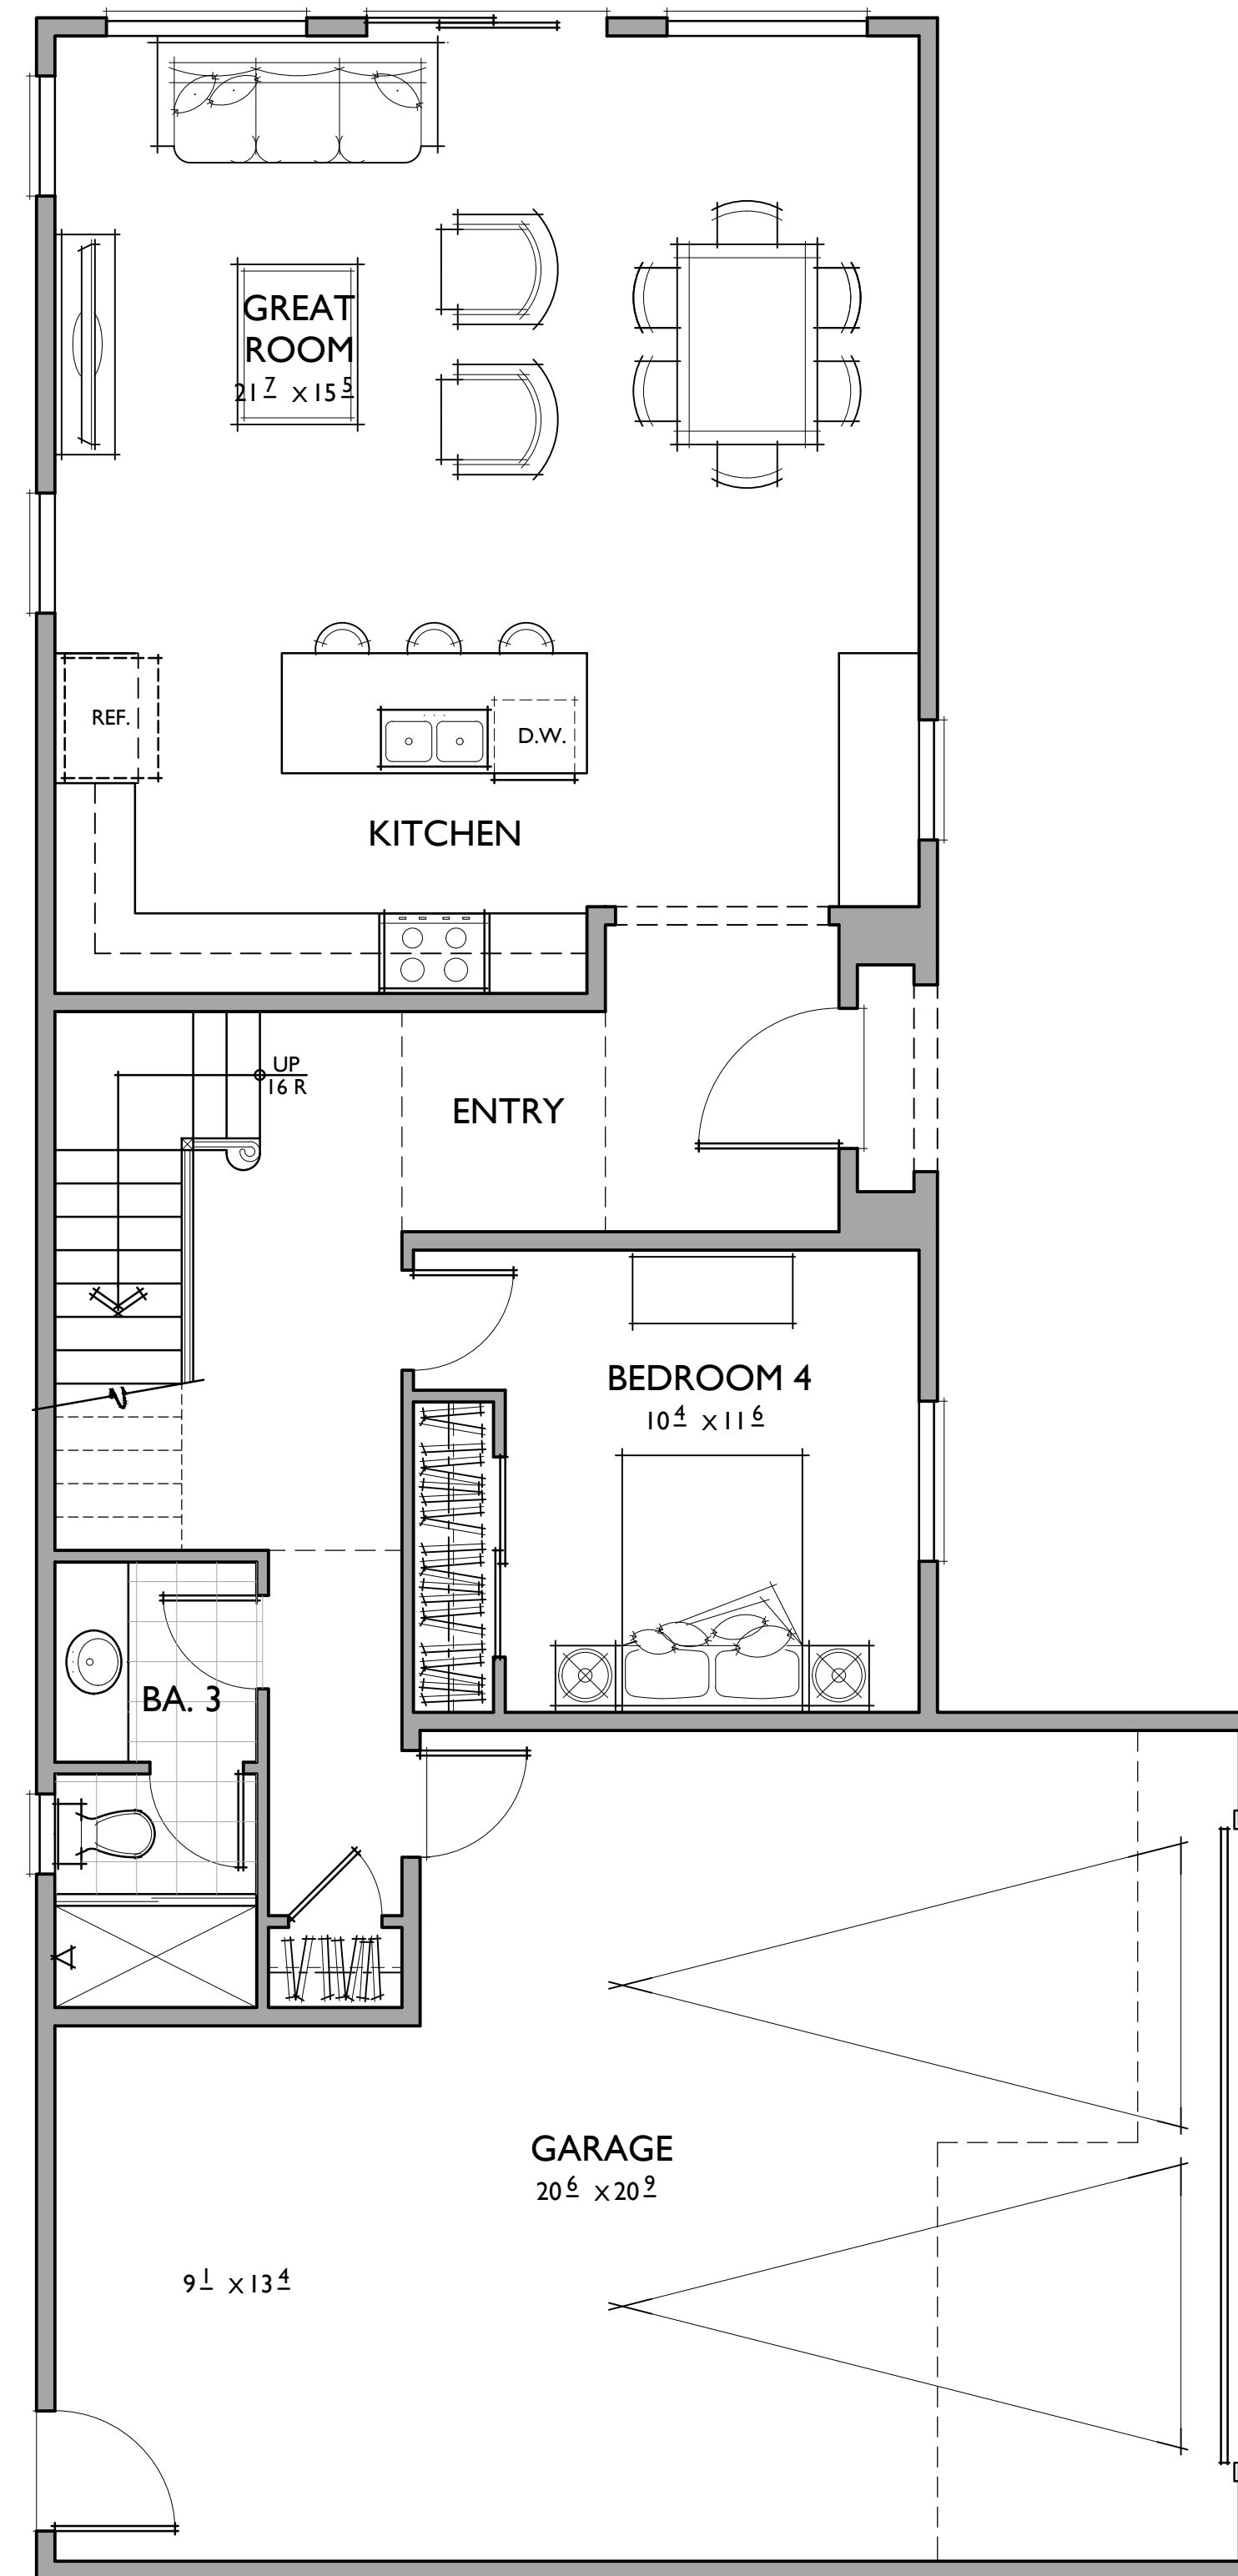 GREAT
ROOM
21 7 x 15 5
REF.
D.W.
KITCHEN
UP
16 R
ENTRY
BEDROOM 4
10 4 x 11 6
BA. 3
GARAGE
20 6 x 20 9
9 1 x 13 4